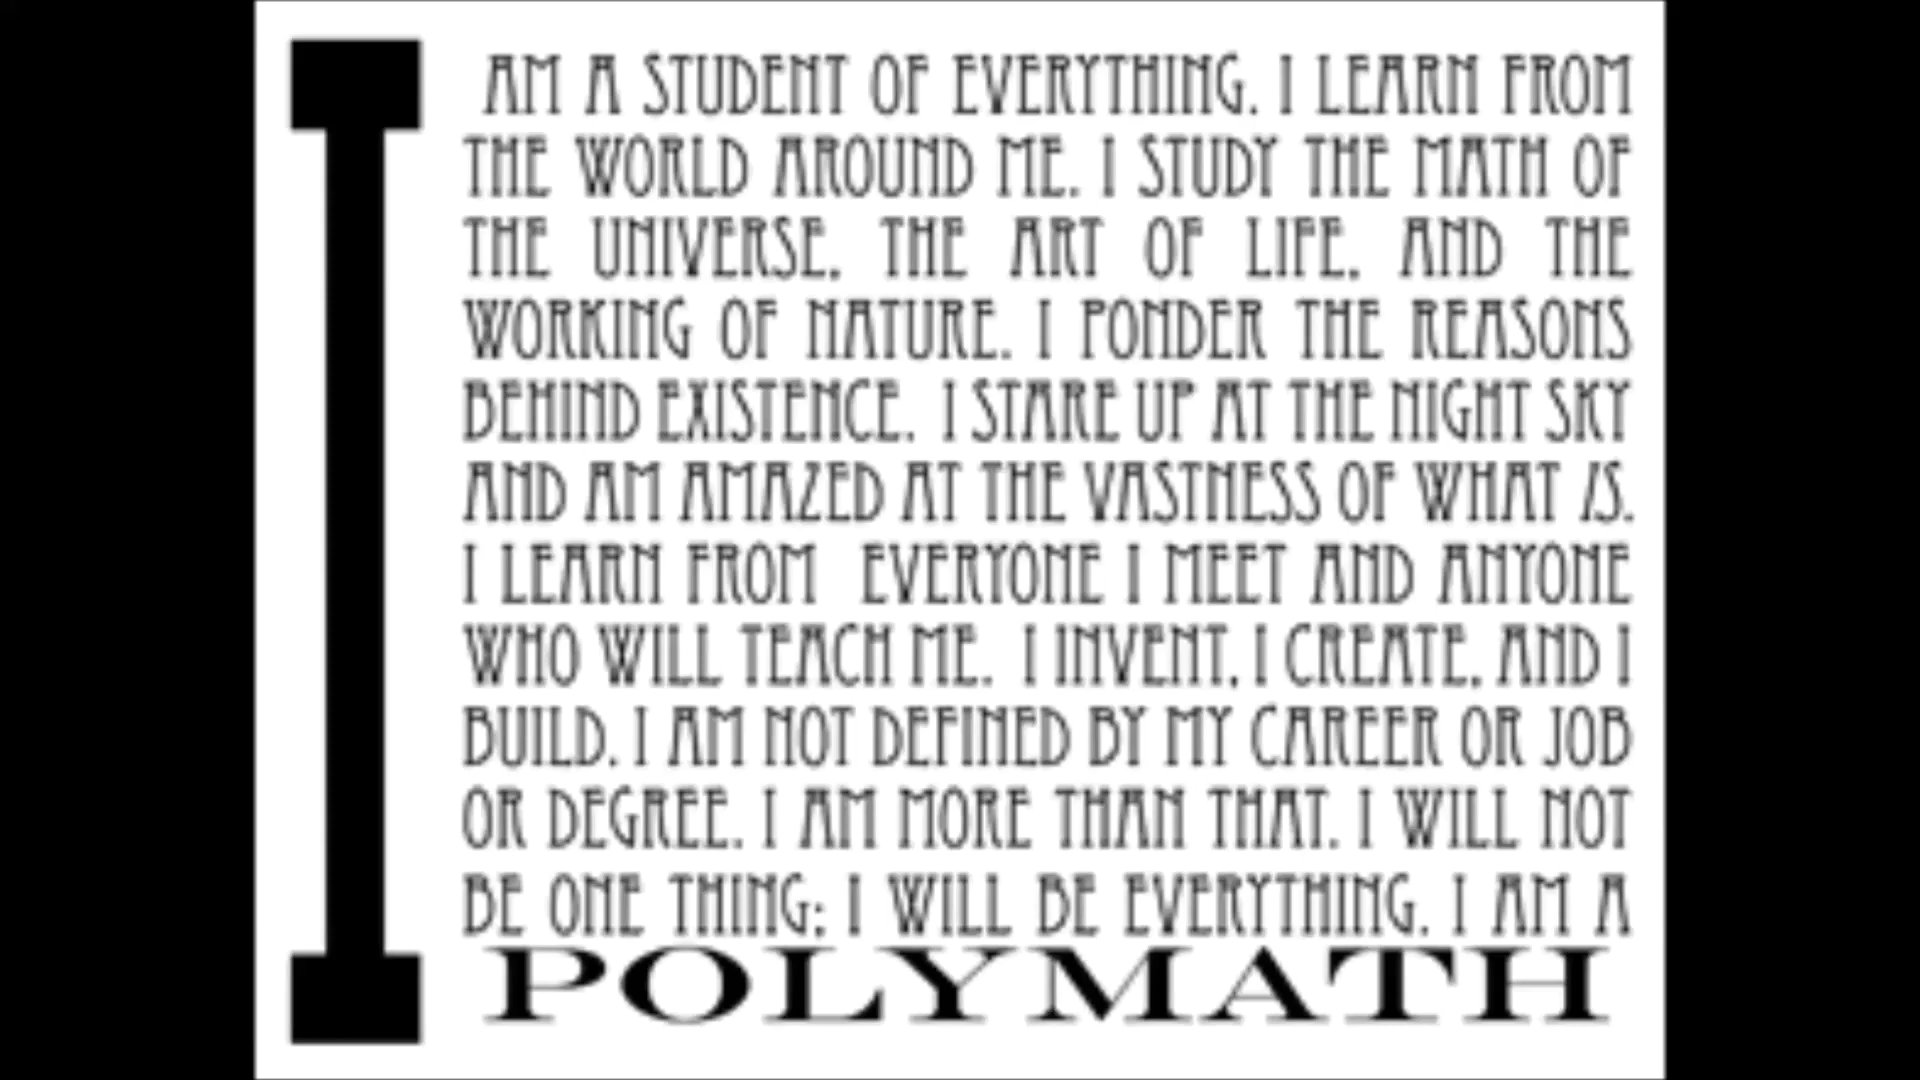 I AM A STUDENT OF EVERYTHING. I LEARN FROM
THE WORLD AROUND ME. I STUDY THE MATH OF
THE UNIVERSE, THE ART OF LIFE, AND THE
WORKING OF NATURE. I PONDER THE REASONS
BEHIND EXISTENCE. I STARE UP AT THE NIGHT SKY
AND AM AMAZED AT THE VASTNESS OF WHAT IS.
I LEARN FROM EVERYONE I MEET AND ANYONE
WHO WILL TEACH ME. I INVENT, I CREATE, AND I
BUILD. I AM NOT DEFINED BY MY CAREER OR JOB
OR DEGREE. I AM MORE THAN THAT. I WILL NOT
BE ONE THING; I WILL BE EVERYTHING. I AM A
POLYMATH